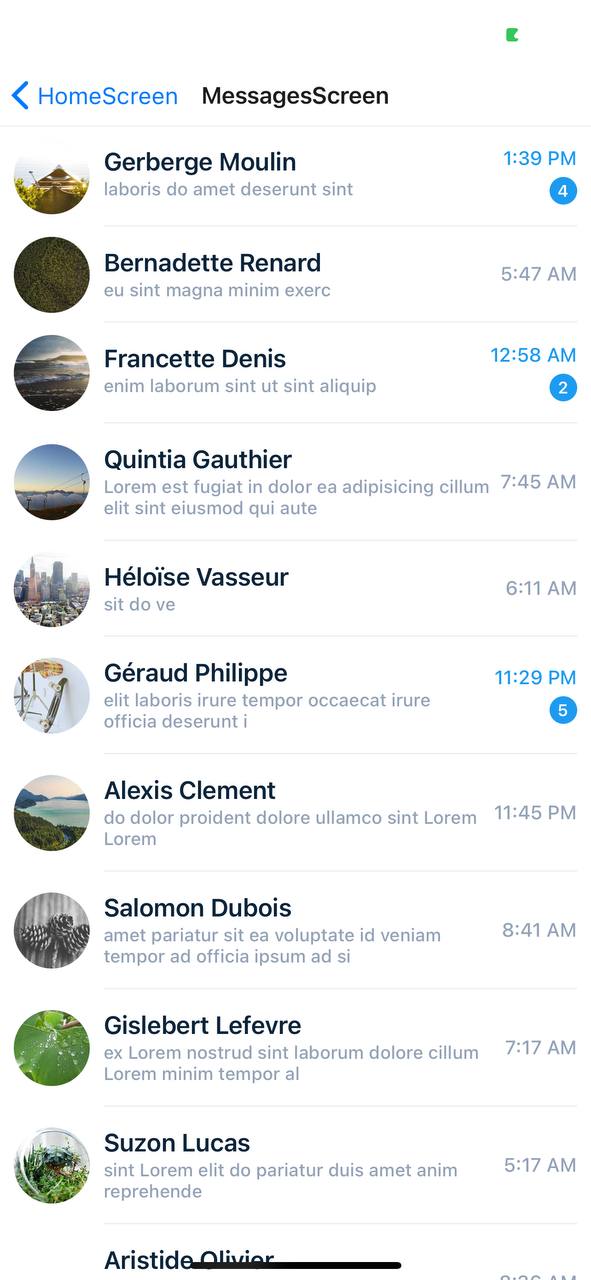 HomeScreen MessagesScreen
Gerberge Moulin 1:39 PM
laboris do amet deserunt sint 4
Bernadette Renard
eu sint magna minim exerc 5:47 AM
Francette Denis 12:58 AM
enim laborum sint ut sint aliquip 2
Quintia Gauthier
Lorem est fugiat in dolor ea adipisicing cillum 7:45 AM
elit sint eiusmod qui aute
Héloïse Vasseur
sit do ve 6:11 AM
Géraud Philippe 11:29 PM
elit laboris irure tempor occaecat irure 5
officia deserunt i
Alexis Clement
do dolor proident dolore ullamco sint Lorem 11:45 PM
Lorem
Salomon Dubois
amet pariatur sit ea voluptate id veniam 8:41 AM
tempor ad officia ipsum ad si
Gislebert Lefevre
ex Lorem nostrud sint laborum dolore cillum 7:17 AM
Lorem minim tempor al
Suzon Lucas
sint Lorem elit do pariatur duis amet anim 5:17 AM
reprehende
Aristide Olivier